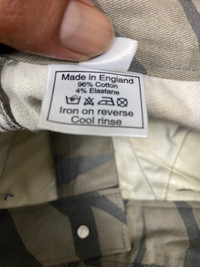 Made in England
96% Cotton
4% Elastane
Iron on reverse
Cool rinse